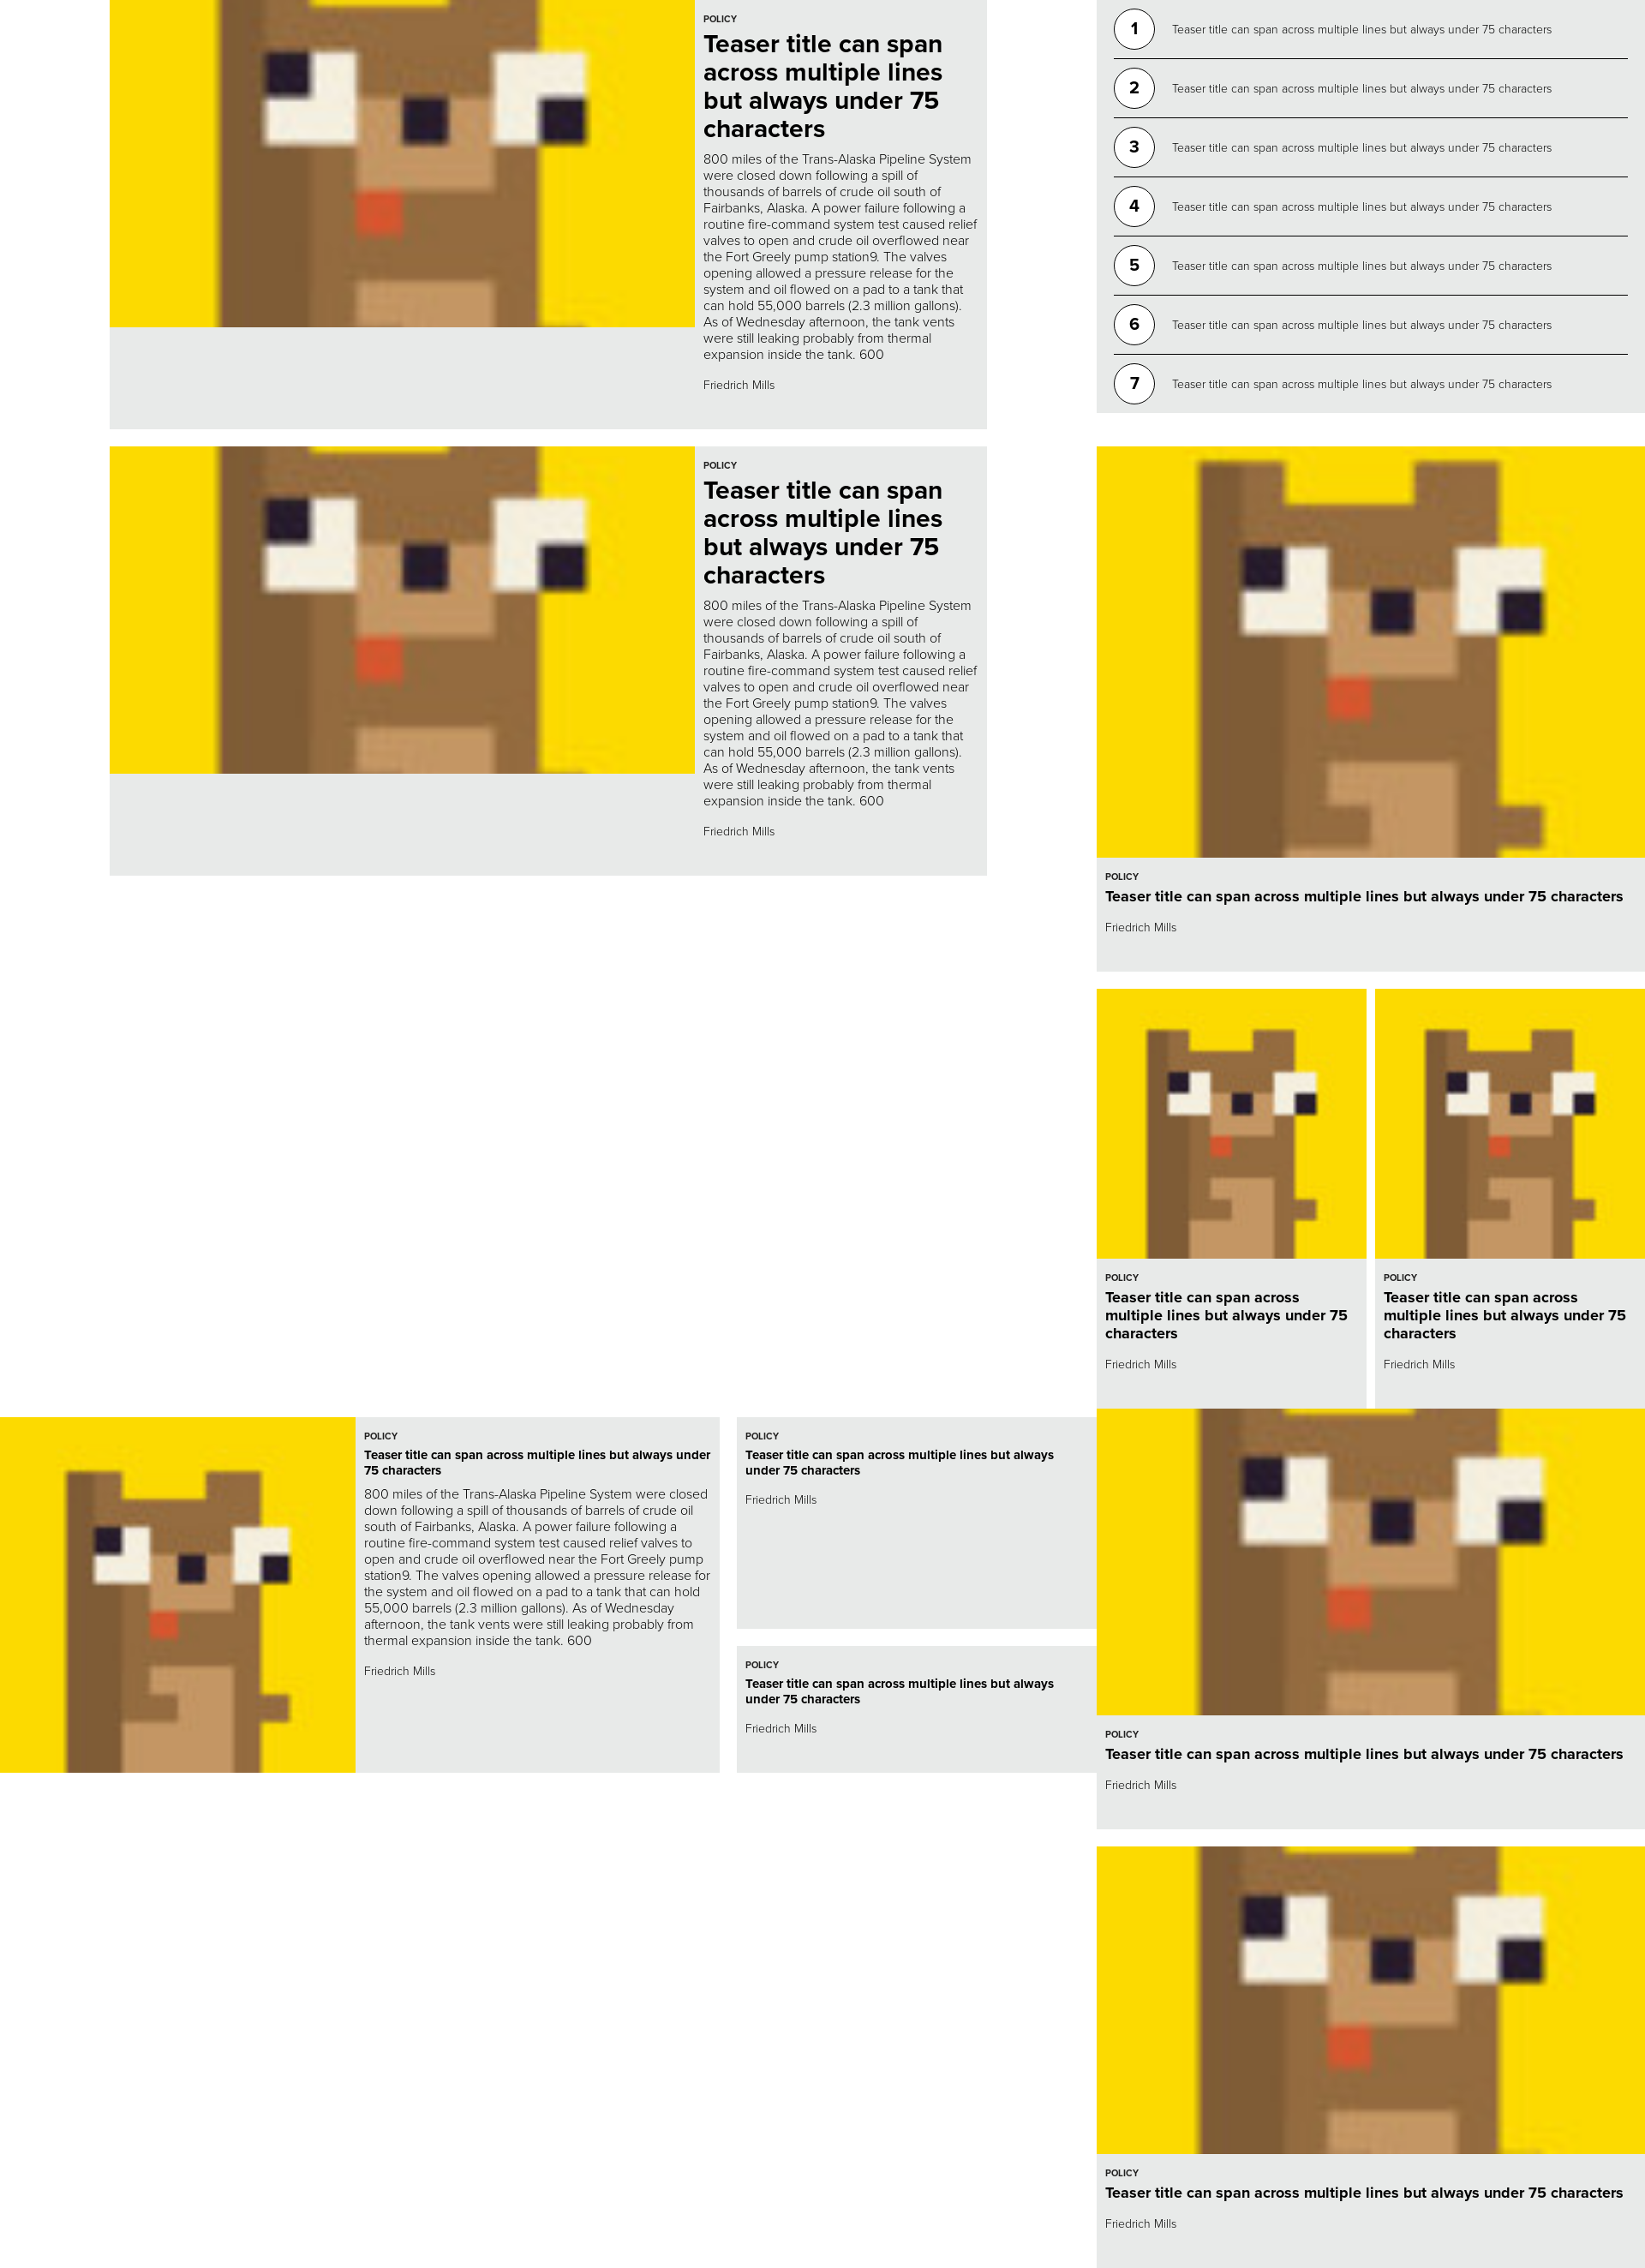 POLICY
Teaser title can span
across multiple lines
but always under 75
characters
800 miles of the Trans-Alaska Pipeline System
were closed down following a spill of
thousands of barrels of crude oil south of
Fairbanks, Alaska. A power failure following a
routine fire-command system test caused relief
valves to open and crude oil overflowed near
the Fort Greely pump station9. The valves
opening allowed a pressure release for the
system and oil flowed on a pad to a tank that
can hold 55,000 barrels (2.3 million gallons).
As of Wednesday afternoon, the tank vents
were still leaking probably from thermal
expansion inside the tank. 600
Friedrich Mills
1 Teaser title can span across multiple lines but always under 75 characters
2 Teaser title can span across multiple lines but always under 75 characters
3 Teaser title can span across multiple lines but always under 75 characters
4 Teaser title can span across multiple lines but always under 75 characters
5 Teaser title can span across multiple lines but always under 75 characters
6 Teaser title can span across multiple lines but always under 75 characters
7 Teaser title can span across multiple lines but always under 75 characters
POLICY
Teaser title can span
across multiple lines
but always under 75
characters
800 miles of the Trans-Alaska Pipeline System
were closed down following a spill of
thousands of barrels of crude oil south of
Fairbanks, Alaska. A power failure following a
routine fire-command system test caused relief
valves to open and crude oil overflowed near
the Fort Greely pump station9. The valves
opening allowed a pressure release for the
system and oil flowed on a pad to a tank that
can hold 55,000 barrels (2.3 million gallons).
As of Wednesday afternoon, the tank vents
were still leaking probably from thermal
expansion inside the tank. 600
Friedrich Mills
POLICY
Teaser title can span across multiple lines but always under 75 characters
Friedrich Mills
POLICY
Teaser title can span across
multiple lines but always under 75
characters
Friedrich Mills
POLICY
Teaser title can span across
multiple lines but always under 75
characters
Friedrich Mills
POLICY
Teaser title can span across multiple lines but always under
75 characters
800 miles of the Trans-Alaska Pipeline System were closed
down following a spill of thousands of barrels of crude oil
south of Fairbanks, Alaska. A power failure following a
routine fire-command system test caused relief valves to
open and crude oil overflowed near the Fort Greely pump
station9. The valves opening allowed a pressure release for
the system and oil flowed on a pad to a tank that can hold
55,000 barrels (2.3 million gallons). As of Wednesday
afternoon, the tank vents were still leaking probably from
thermal expansion inside the tank. 600
Friedrich Mills
POLICY
Teaser title can span across multiple lines but always
under 75 characters
Friedrich Mills
POLICY
Teaser title can span across multiple lines but always
under 75 characters
Friedrich Mills
POLICY
Teaser title can span across multiple lines but always under 75 characters
Friedrich Mills
POLICY
Teaser title can span across multiple lines but always under 75 characters
Friedrich Mills